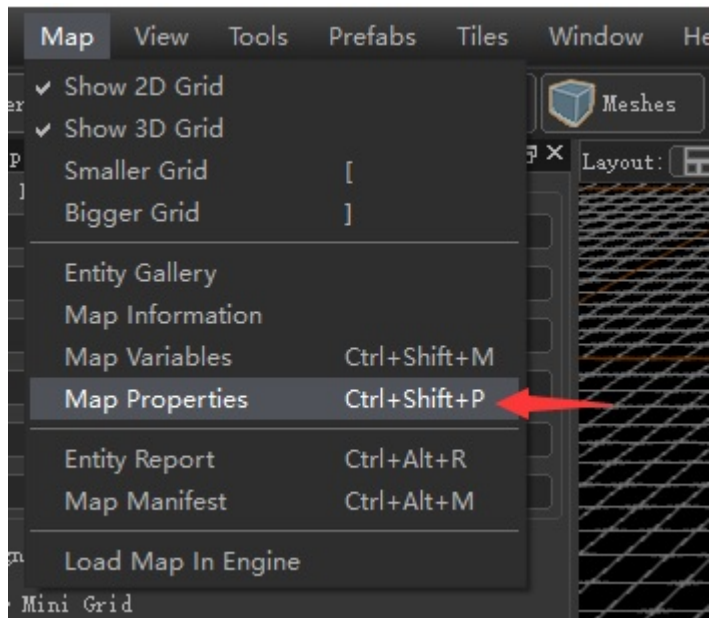 Map View Tools Prefabs Tiles Window
Meshes
Layout:
Show 2D Grid
Show 3D Grid
Smaller Grid [
Bigger Grid ]
Entity Gallery
Map Information
Map Variables Ctrl+Shift+M
Map Properties Ctrl+Shift+P
Entity Report Ctrl+Alt+R
Map Manifest Ctrl+Alt+M
Load Map In Engine
Mini Grid